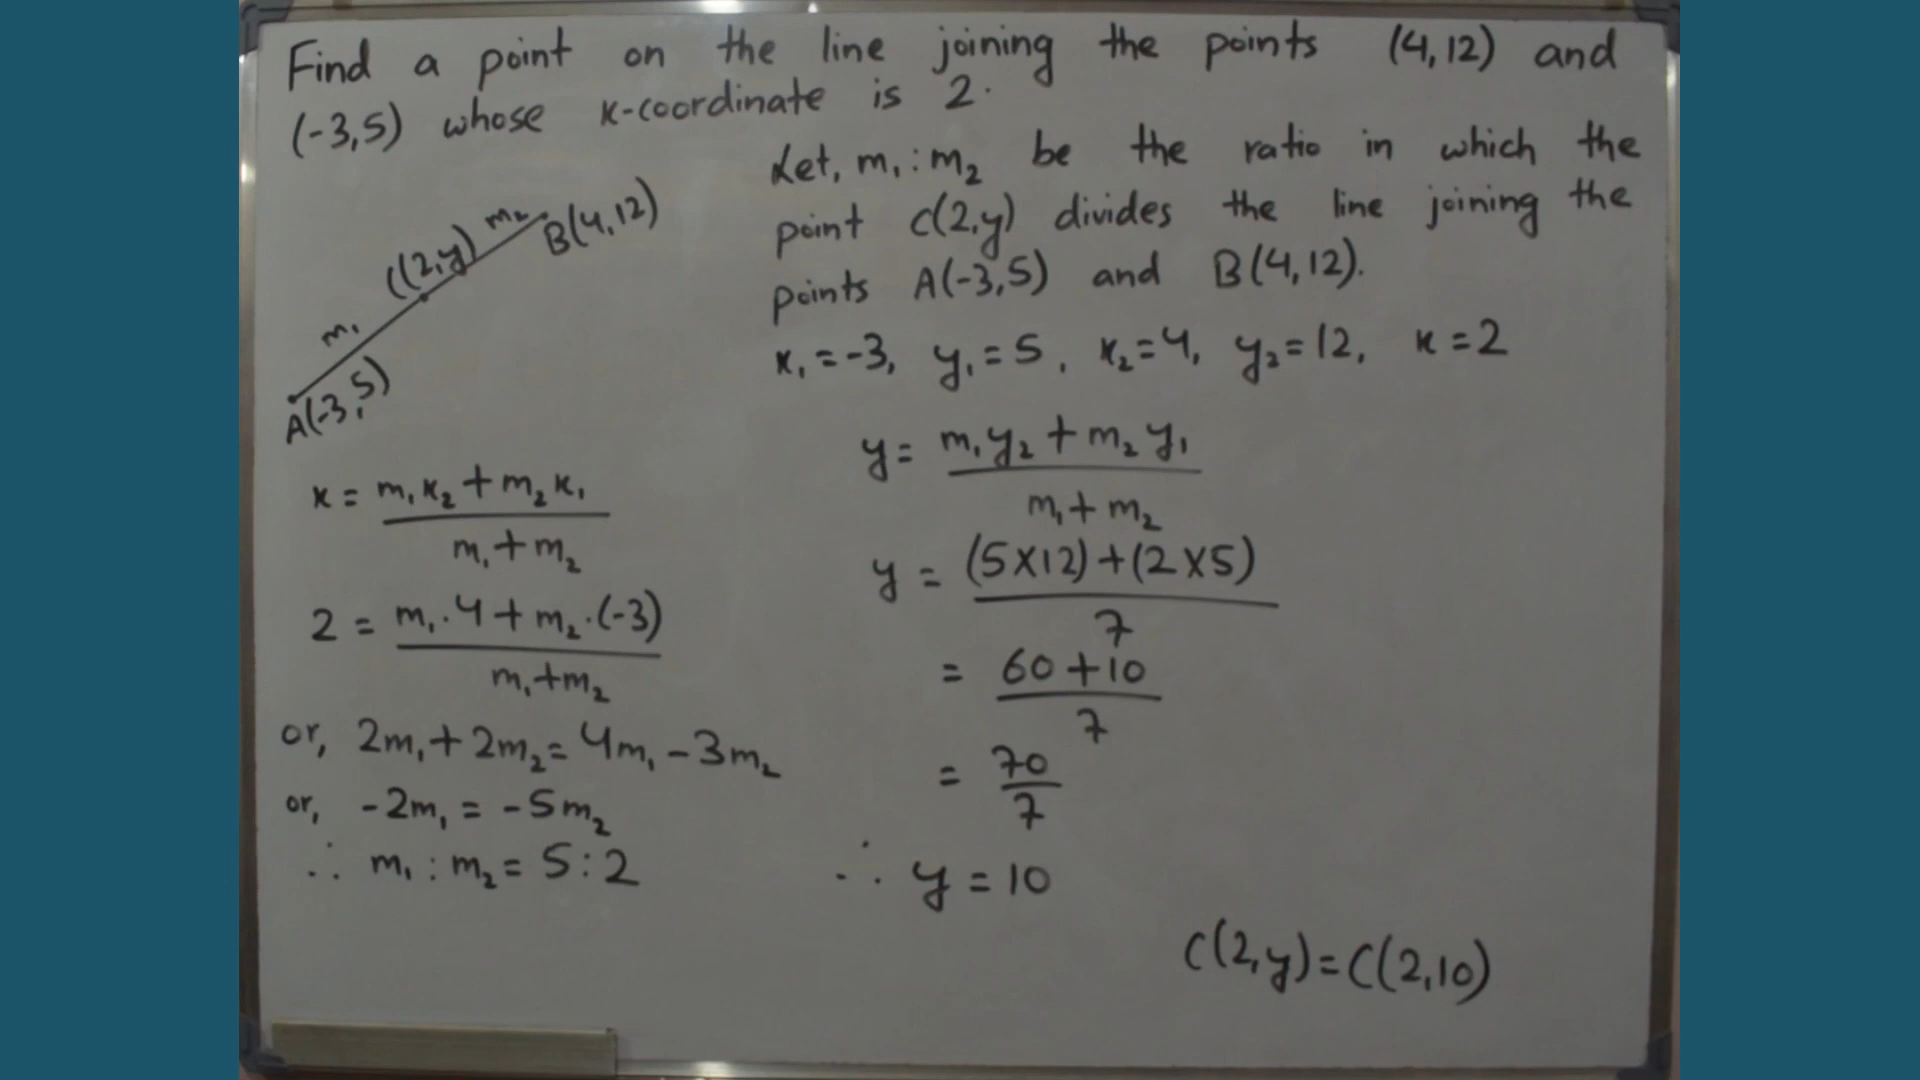 Find a point on the line joining the points (4,12) and
(-3,5) whose x-coordinate is 2.
Let, m₁:m₂ be the ratio in which the
point C(2,y) divides the line joining the
points A(-3,5) and B(4,12).
x₁=-3, y₁=5, x₂=4, y₂=12, x=2
A(-3,5)
m₁
C(2,y)
m₂
B(4,12)
x = m₁x₂+m₂x₁
m₁+m₂
2 = m₁.4+m₂.(-3)
m₁+m₂
or, 2m₁+2m₂=4m₁-3m₂
or, -2m₁=-5m₂
∴ m₁:m₂=5:2
y= m₁y₂+m₂y₁
m₁+m₂
y = (5×12)+(2×5)
7
= 60+10
7
= 70
7
∴ y=10
C(2,y)=C(2,10)